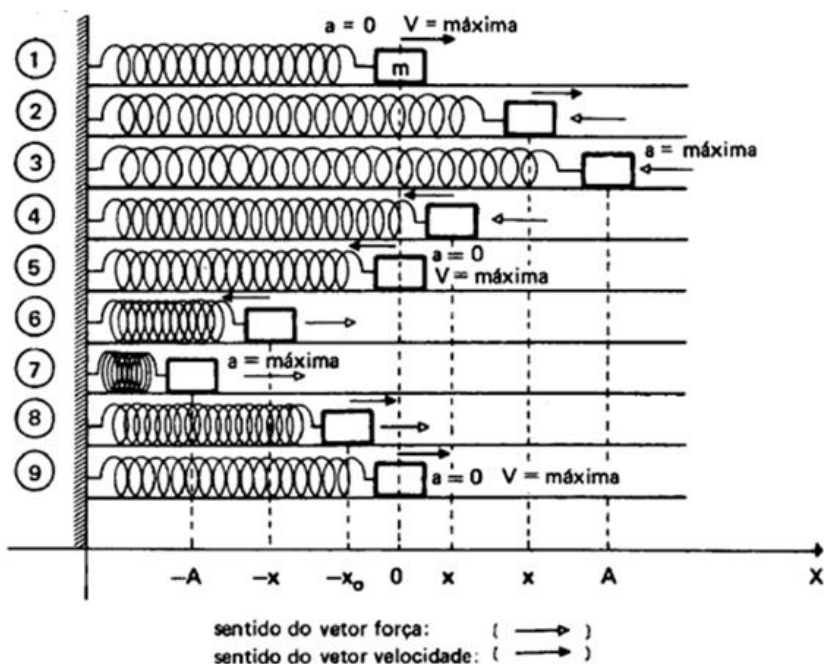 a = 0 V = máxima
1 m
2
3 a = máxima
4
5 a = 0
V = máxima
6
7 a = máxima
8
9 a = 0 V = máxima
-A -x -x₀ 0 x x A X
sentido do vetor força: ( )
sentido do vetor velocidade: ( )